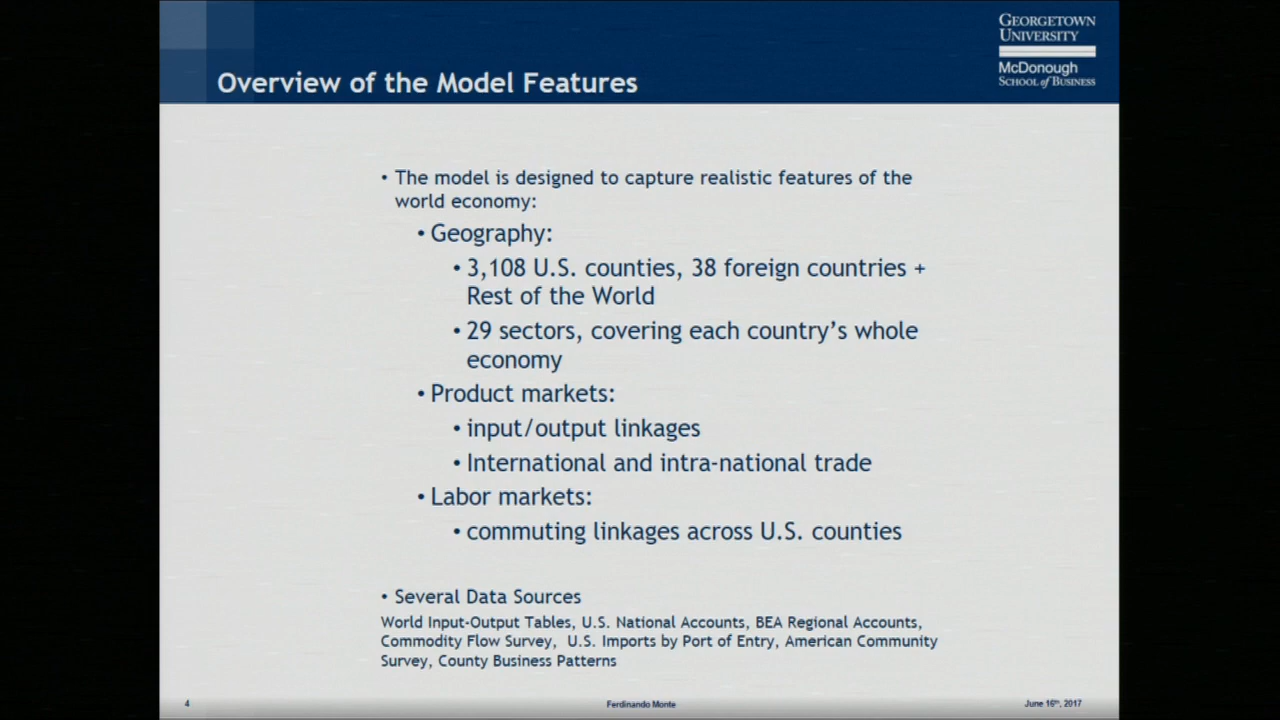 GEORGETOWN
UNIVERSITY
McDonough
SCHOOL of BUSINESS
Overview of the Model Features
• The model is designed to capture realistic features of the
world economy:
• Geography:
• 3,108 U.S. counties, 38 foreign countries +
Rest of the World
• 29 sectors, covering each country’s whole
economy
• Product markets:
• input/output linkages
• International and intra-national trade
• Labor markets:
• commuting linkages across U.S. counties
• Several Data Sources
World Input-Output Tables, U.S. National Accounts, BEA Regional Accounts,
Commodity Flow Survey, U.S. Imports by Port of Entry, American Community
Survey, County Business Patterns
4 Ferdinando Monte June 16th, 2017